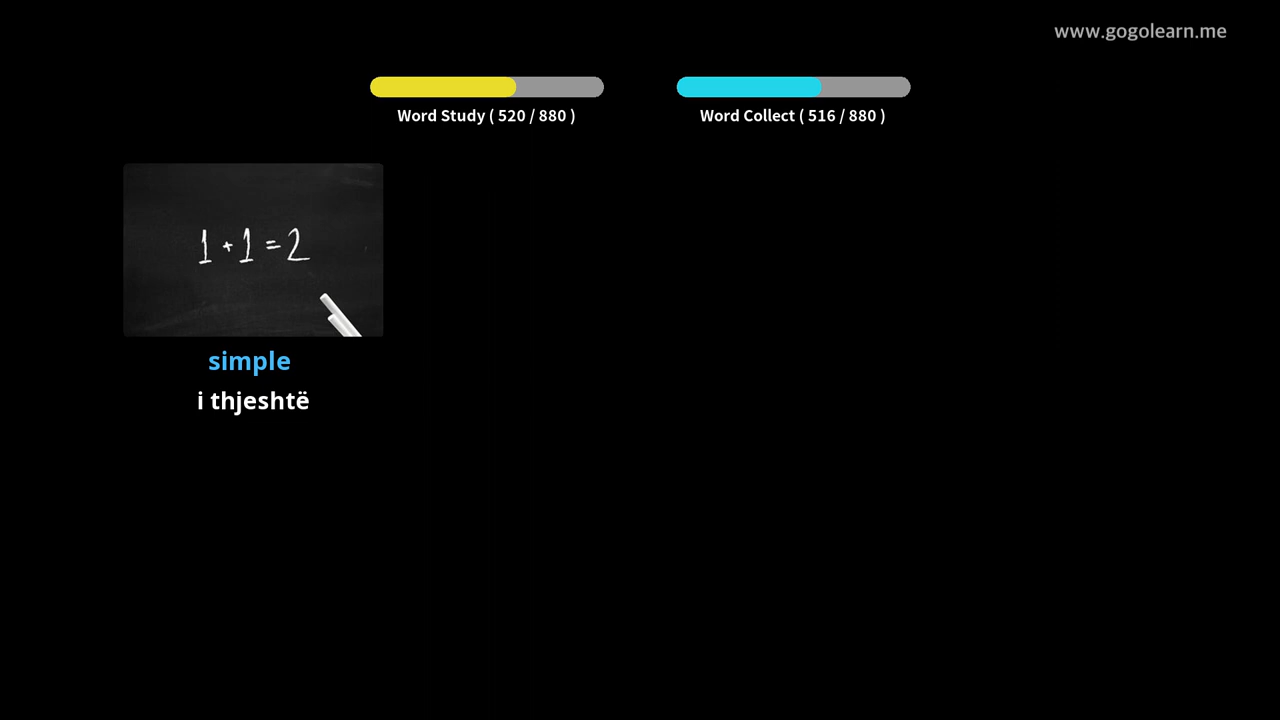 www.gogolearn.me
Word Study ( 520 / 880 )
Word Collect ( 516 / 880 )
1 + 1 = 2
simple
i thjeshtë